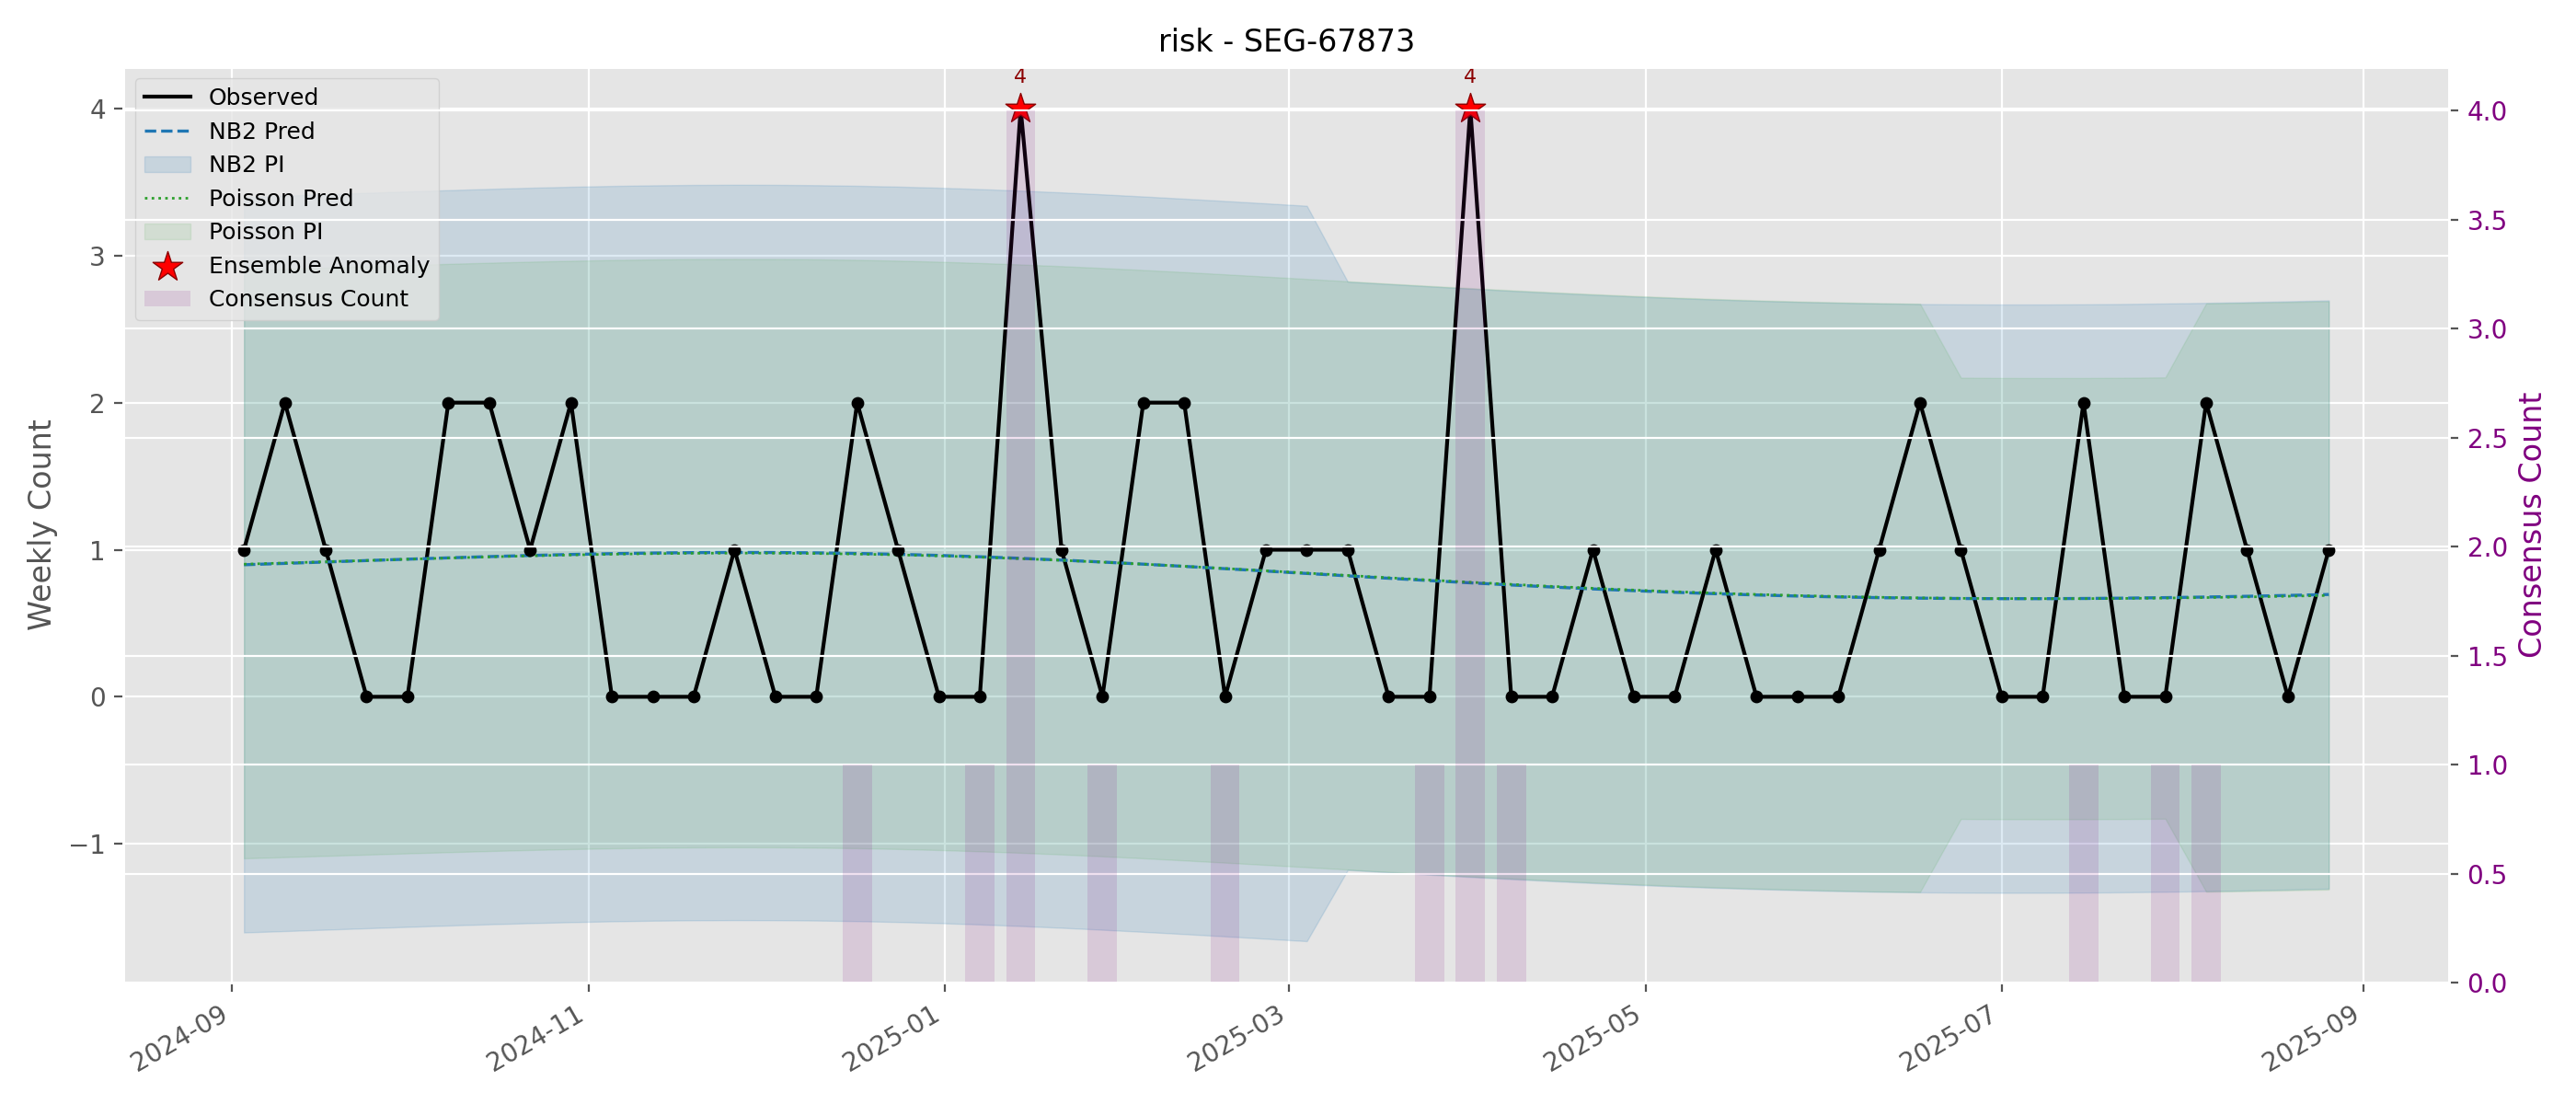 risk - SEG-67873
4
4
Observed
NB2 Pred
NB2 PI
Poisson Pred
Poisson PI
Ensemble Anomaly
Consensus Count
4
3
2
1
0
−1
Weekly Count
4.0
3.5
3.0
2.5
2.0
1.5
1.0
0.5
0.0
Consensus Count
2024-09
2024-11
2025-01
2025-03
2025-05
2025-07
2025-09